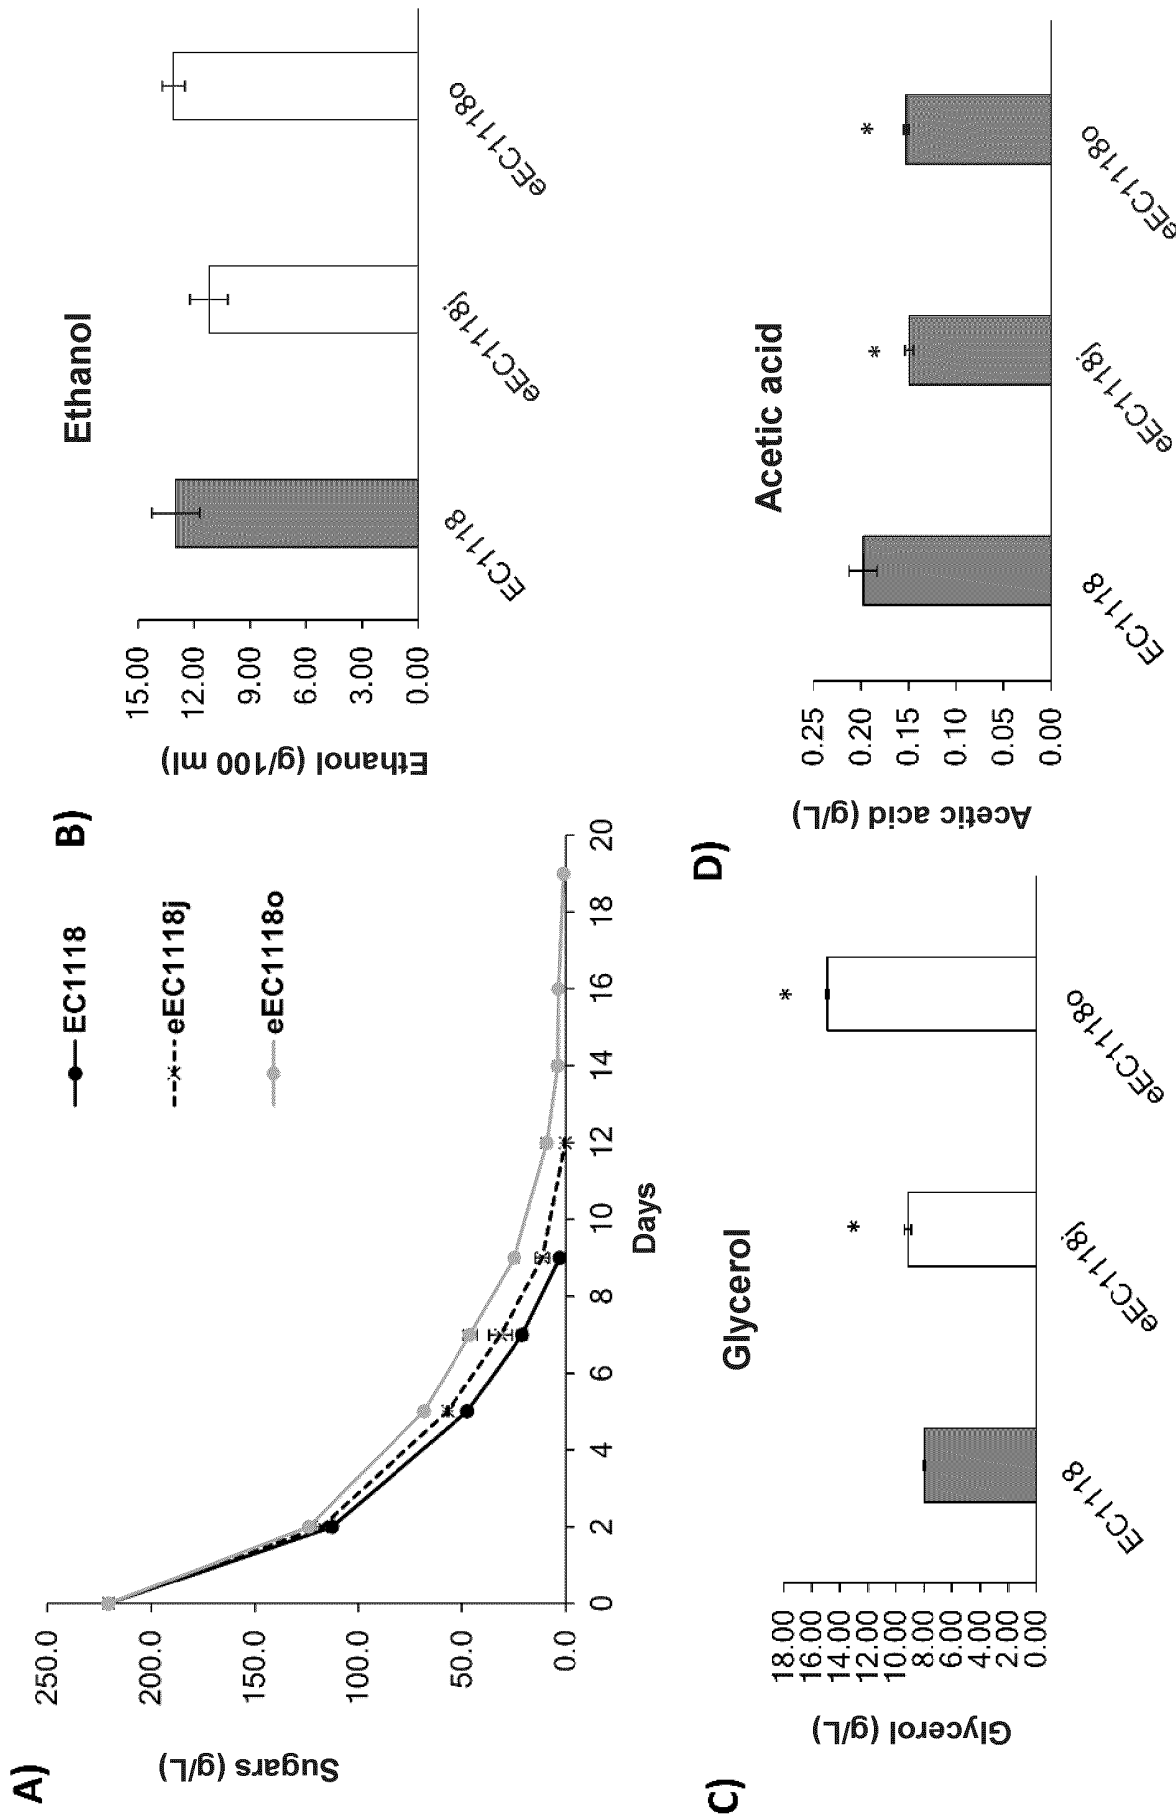 A)
Sugars (g/L)
250.0
200.0
150.0
100.0
50.0
0.0
0 2 4 6 8 10 12 14 16 18 20
Days
EC1118
eEC1118j
eEC1118o
B)
Ethanol
Ethanol (g/100 ml)
15.00
12.00
9.00
6.00
3.00
0.00
EC1118 eEC1118j eEC1118o
C)
Glycerol
Glycerol (g/L)
18.00
16.00
14.00
12.00
10.00
8.00
6.00
4.00
2.00
0.00
* *
EC1118 eEC1118j eEC1118o
D)
Acetic acid
Acetic acid (g/L)
0.25
0.20
0.15
0.10
0.05
0.00
* *
EC1118 eEC1118j eEC1118o